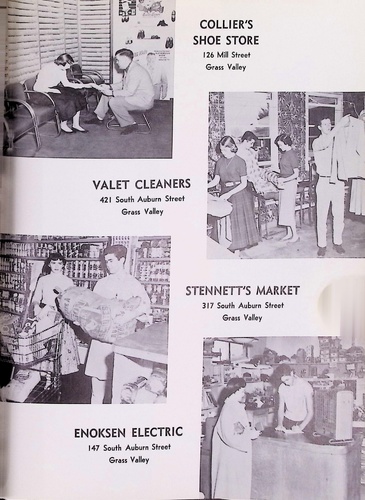 COLLIER'S
SHOE STORE
126 Mill Street
Grass Valley
VALET CLEANERS
421 South Auburn Street
Grass Valley
STENNETT'S MARKET
317 South Auburn Street
Grass Valley
ENOKSEN ELECTRIC
147 South Auburn Street
Grass Valley